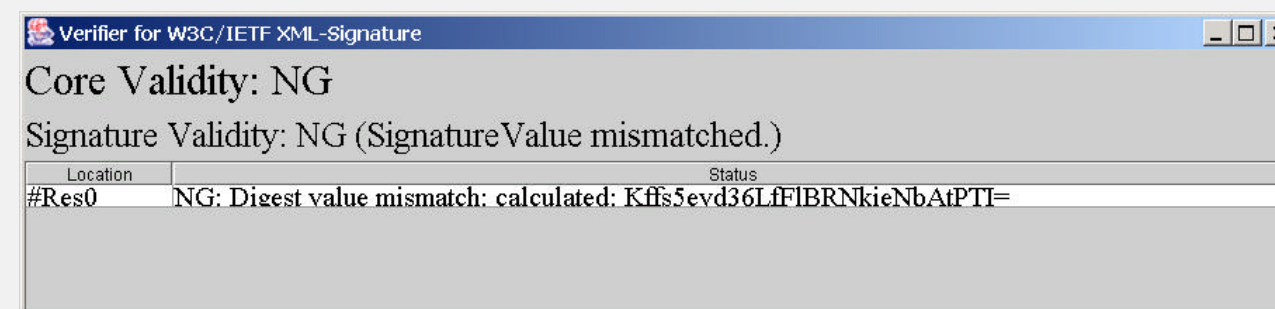 Verifier for W3C/IETF XML-Signature
Core Validity: NG
Signature Validity: NG (SignatureValue mismatched.)
Location Status
#Res0 NG: Digest value mismatch: calculated: Kffs5evd36LfFlBRNkieNbAtPTI=